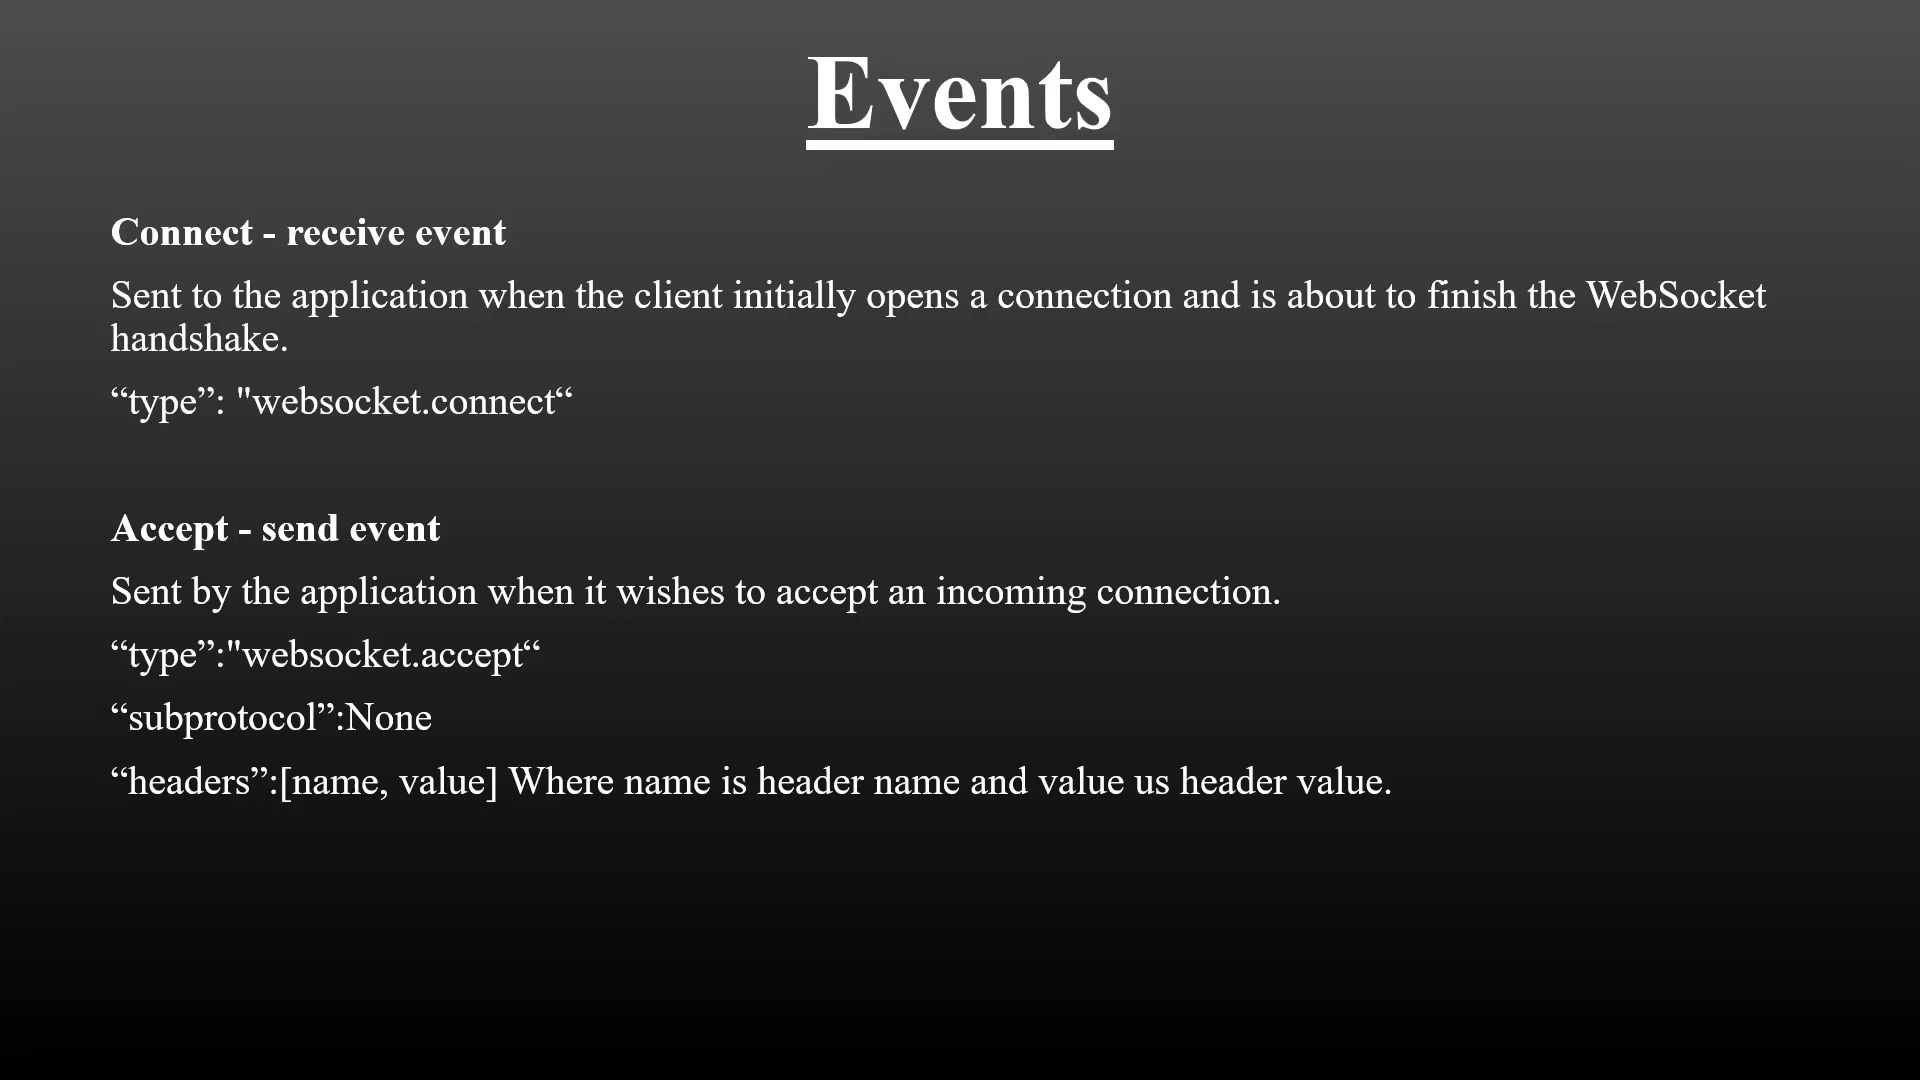 Events
Connect - receive event
Sent to the application when the client initially opens a connection and is about to finish the WebSocket
handshake.
“type”: "websocket.connect“
Accept - send event
Sent by the application when it wishes to accept an incoming connection.
“type”:"websocket.accept“
“subprotocol”:None
“headers”:[name, value] Where name is header name and value us header value.